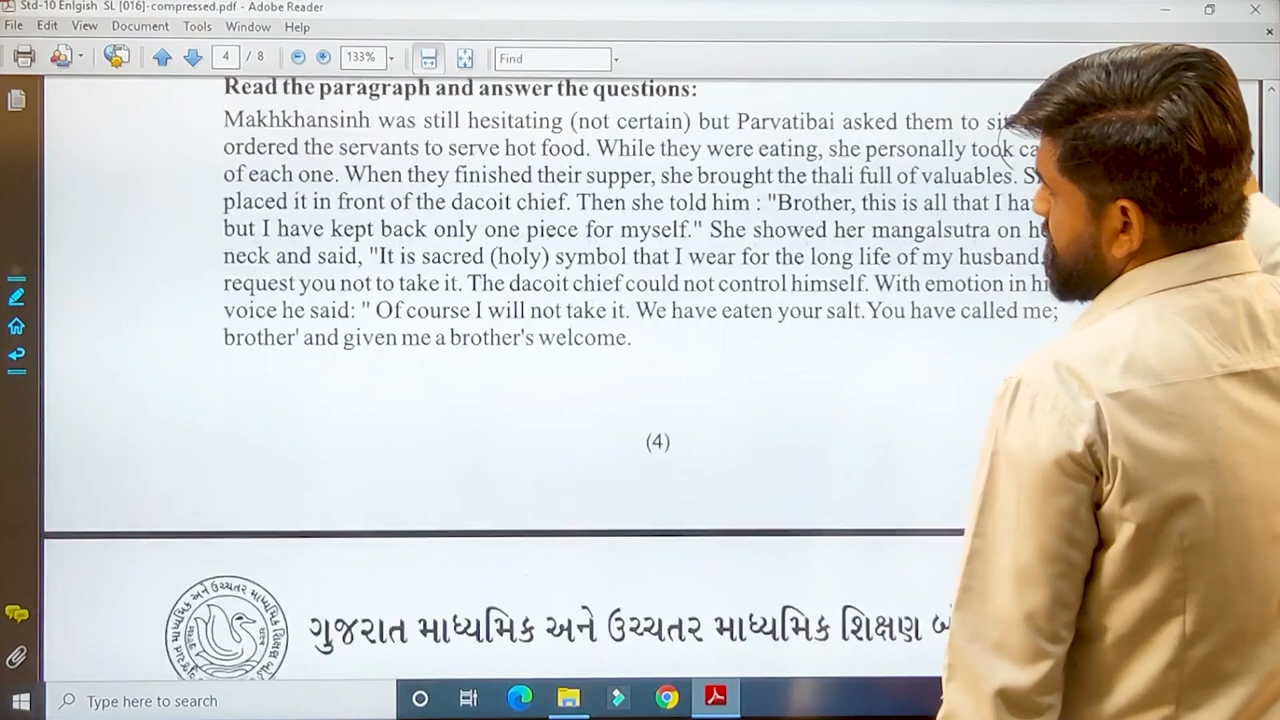 Std-10 Enlgish SL [016]-compressed.pdf - Adobe Reader
File Edit View Document Tools Window Help
4 / 8 133% Find
Read the paragraph and answer the questions:
Makhkhansinh was still hesitating (not certain) but Parvatibai asked them to
ordered the servants to serve hot food. While they were eating, she personally took
of each one. When they finished their supper, she brought the thali full of valuables.
placed it in front of the dacoit chief. Then she told him : "Brother, this is all that I
but I have kept back only one piece for myself." She showed her mangalsutra on
neck and said, "It is sacred (holy) symbol that I wear for the long life of my husband.
request you not to take it. The dacoit chief could not control himself. With emotion in
voice he said: " Of course I will not take it. We have eaten your salt.You have called me;
brother' and given me a brother's welcome.
(4)
ગુજરાત માધ્યમિક અને ઉચ્ચતર માધ્યમિક શિક્ષણ
Type here to search